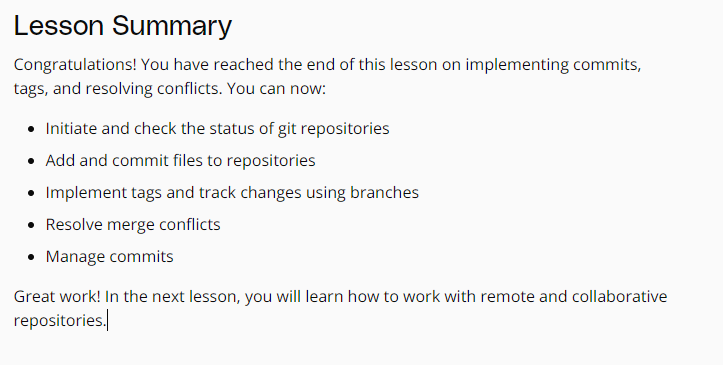 Lesson Summary
Congratulations! You have reached the end of this lesson on implementing commits,
tags, and resolving conflicts. You can now:
• Initiate and check the status of git repositories
• Add and commit files to repositories
• Implement tags and track changes using branches
• Resolve merge conflicts
• Manage commits
Great work! In the next lesson, you will learn how to work with remote and collaborative
repositories.